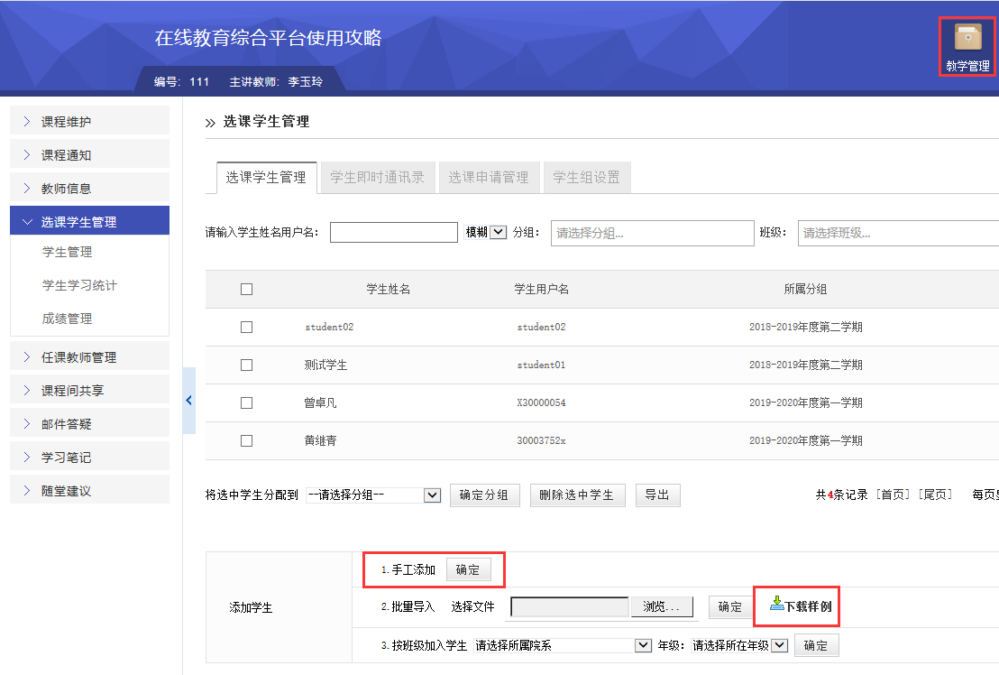 在线教育综合平台使用攻略
教学管理
编号: 111 主讲教师: 李玉玲
课程维护
课程通知
教师信息
选课学生管理
学生管理
学生学习统计
成绩管理
任课教师管理
课程间共享
邮件答疑
学习笔记
随堂建议
» 选课学生管理
选课学生管理 学生即时通讯录 选课申请管理 学生组设置
请输入学生姓名用户名: 模糊 分组: 请选择分组... 班级: 请选择班级...
学生姓名 学生用户名 所属分组
student02 student02 2018-2019年度第二学期
测试学生 student01 2018-2019年度第二学期
曾卓凡 X30000054 2019-2020年度第一学期
黄继青 30003752x 2019-2020年度第一学期
将选中学生分配到 --请选择分组-- 确定分组 删除选中学生 导出 共4条记录 [首页] [尾页] 每页
添加学生
1.手工添加 确定
2.批量导入 选择文件 浏览... 确定 下载样例
3.按班级加入学生 请选择所属院系 年级: 请选择所在年级 确定